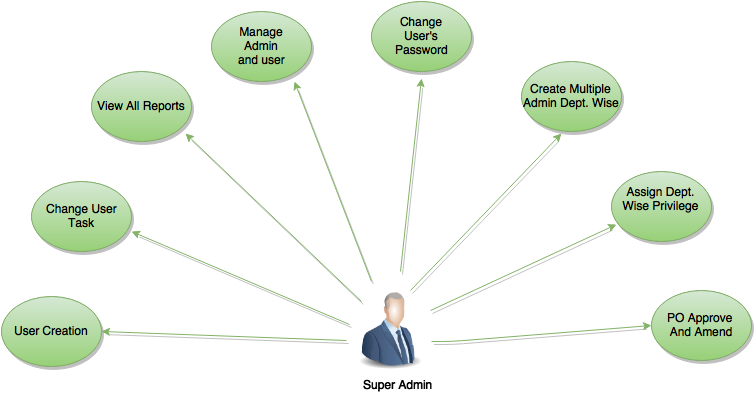 Change
User's
Password
Manage
Admin
and user
Create Multiple
Admin Dept. Wise
View All Reports
Assign Dept.
Wise Privilege
Change User
Task
PO Approve
And Amend
User Creation
Super Admin